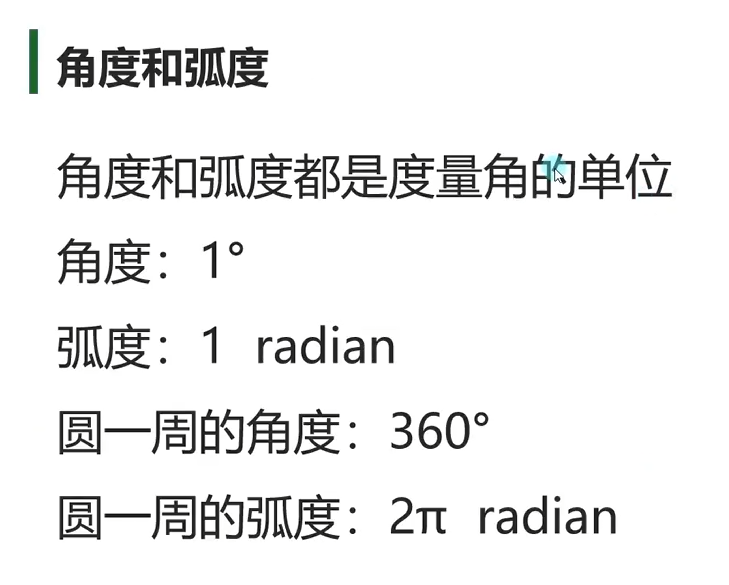 角度和弧度
角度和弧度都是度量角的单位
角度：1°
弧度：1 radian
圆一周的角度：360°
圆一周的弧度：2π radian